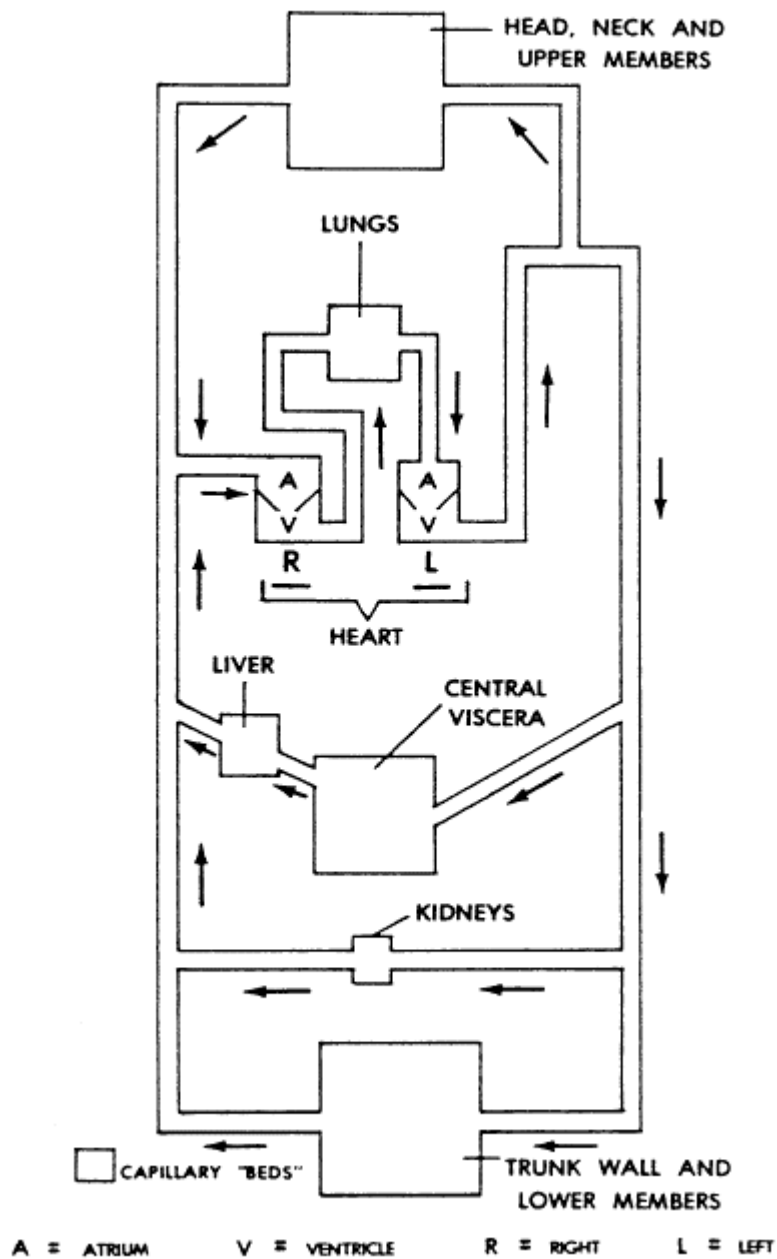 HEAD, NECK AND
UPPER MEMBERS
LUNGS
A
A
V
V
R
L
HEART
LIVER
CENTRAL
VISCERA
KIDNEYS
CAPILLARY "BEDS"
TRUNK WALL AND
LOWER MEMBERS
A = ATRIUM V = VENTRICLE R = RIGHT L = LEFT